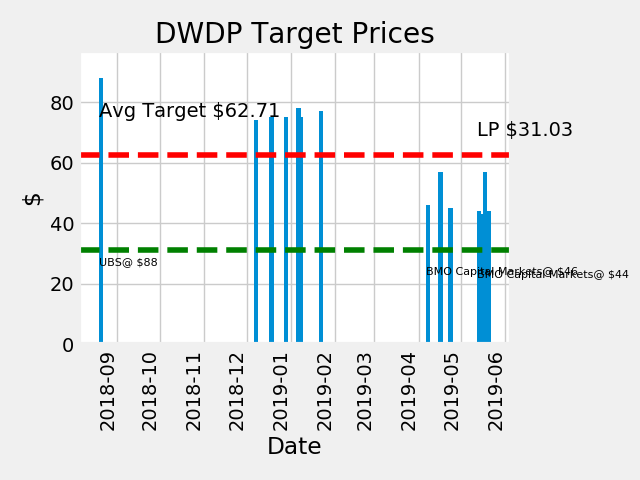 DWDP Target Prices
80
60
40
20
0
$
Avg Target $62.71
LP $31.03
UBS@ $88
BMO Capital Markets@ $46
BMO Capital Markets@ $44
2018-09
2018-10
2018-11
2018-12
2019-01
2019-02
2019-03
2019-04
2019-05
2019-06
Date